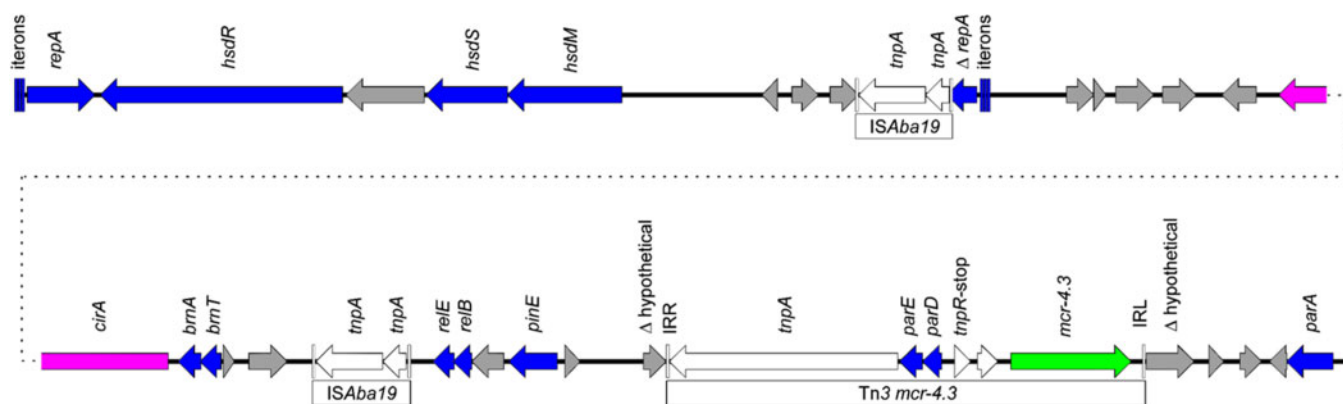 iterons
repA
hsdR
hsdS
hsdM
tnpA
tnpA
Δ repA
iterons
ISAba19
cirA
brnA
brnT
tnpA
tnpA
relE
relB
pinE
Δ hypothetical
IRR
tnpA
parE
parD
tnpR-stop
mcr-4.3
IRL
Δ hypothetical
parA
ISAba19
Tn3 mcr-4.3